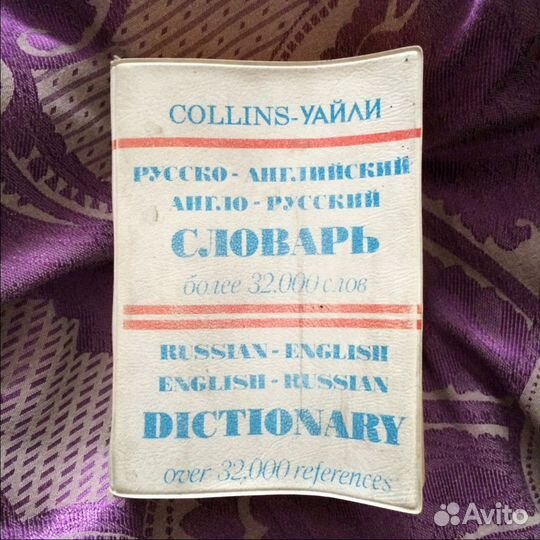 COLLINS-УАЙЛИ
РУССКО-АНГЛИЙСКИЙ
АНГЛО-РУССКИЙ
СЛОВАРЬ
более 32.000 слов
RUSSIAN-ENGLISH
ENGLISH-RUSSIAN
DICTIONARY
over 32,000 references
Avito